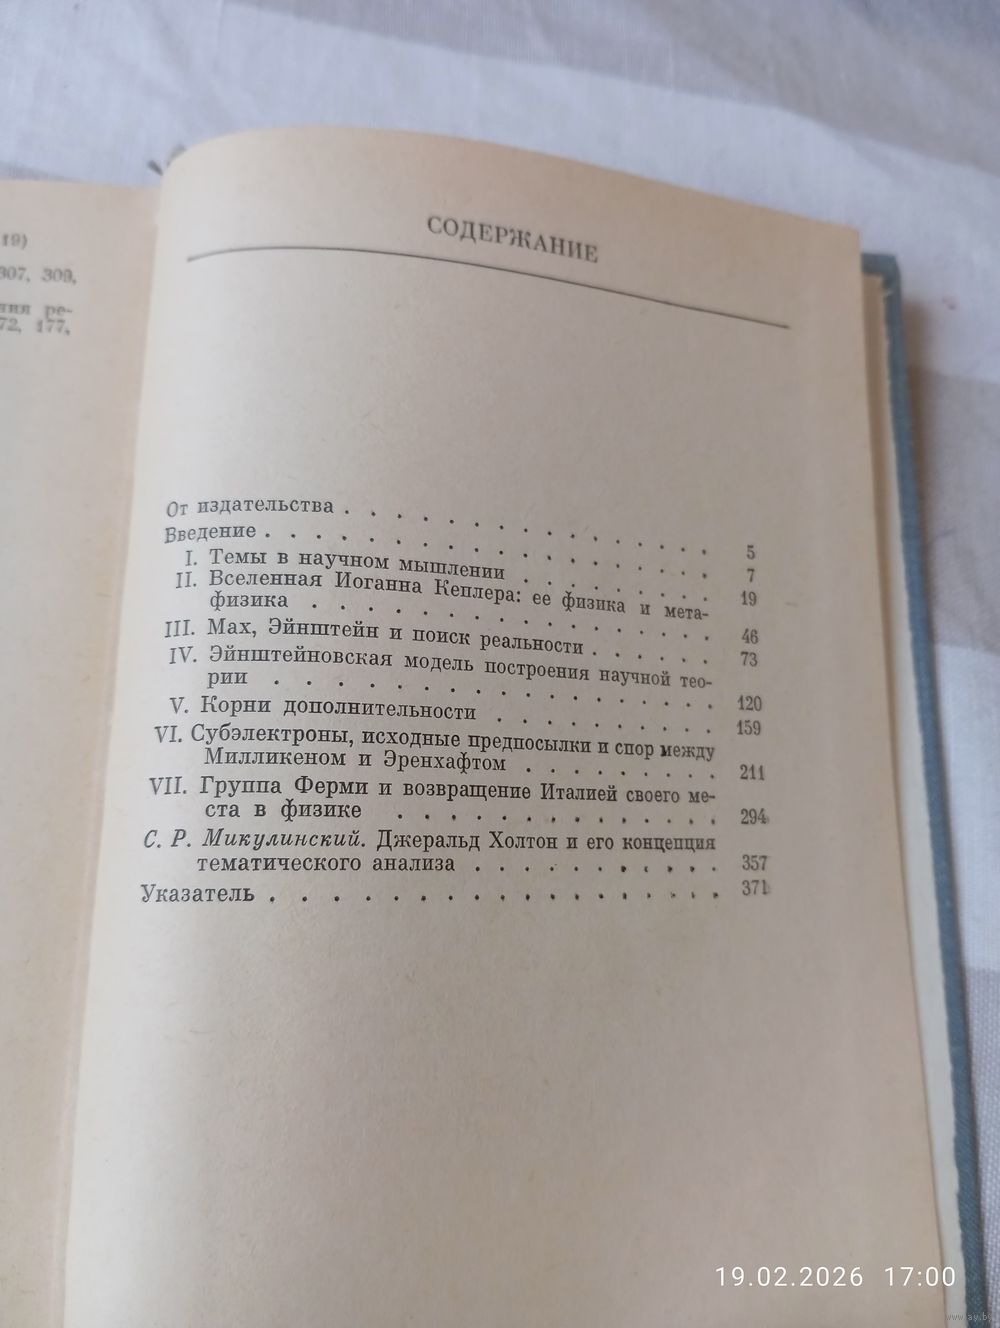 19)
307, 309,
ния ре-
72, 177,
СОДЕРЖАНИЕ
От издательства . . . . . . . . . . . . . . 5
Введение . . . . . . . . . . . . . . . . . 7
I. Темы в научном мышлении . . . . . . . . 19
II. Вселенная Иоганна Кеплера: ее физика и мета-
физика . . . . . . . . . . . . . . . . 46
III. Мах, Эйнштейн и поиск реальности . . . . . 73
IV. Эйнштейновская модель построения научной тео-
рии . . . . . . . . . . . . . . . . . 120
V. Корни дополнительности . . . . . . . . . 159
VI. Субэлектроны, исходные предпосылки и спор между
Милликеном и Эренхафтом . . . . . . . . 211
VII. Группа Ферми и возвращение Италией своего ме-
ста в физике . . . . . . . . . . . . 294
С. Р. Микулинский. Джеральд Холтон и его концепция
тематического анализа . . . . . . . . . . 357
Указатель . . . . . . . . . . . . . . . . . 371
19.02.2026 17:00
www.ay.by